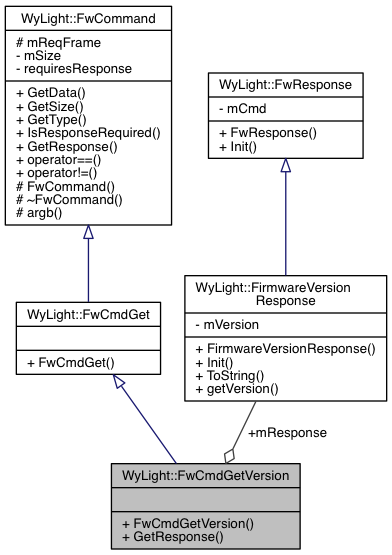 WyLight::FwCommand
# mReqFrame
- mSize
- requiresResponse
+ GetData()
+ GetSize()
+ GetType()
+ IsResponseRequired()
+ GetResponse()
+ operator==()
+ operator!=()
# FwCommand()
# ~FwCommand()
# argb()
WyLight::FwResponse
- mCmd
+ FwResponse()
+ Init()
WyLight::FwCmdGet
+ FwCmdGet()
WyLight::FirmwareVersion
Response
- mVersion
+ FirmwareVersionResponse()
+ Init()
+ ToString()
+ getVersion()
+mResponse
WyLight::FwCmdGetVersion
+ FwCmdGetVersion()
+ GetResponse()